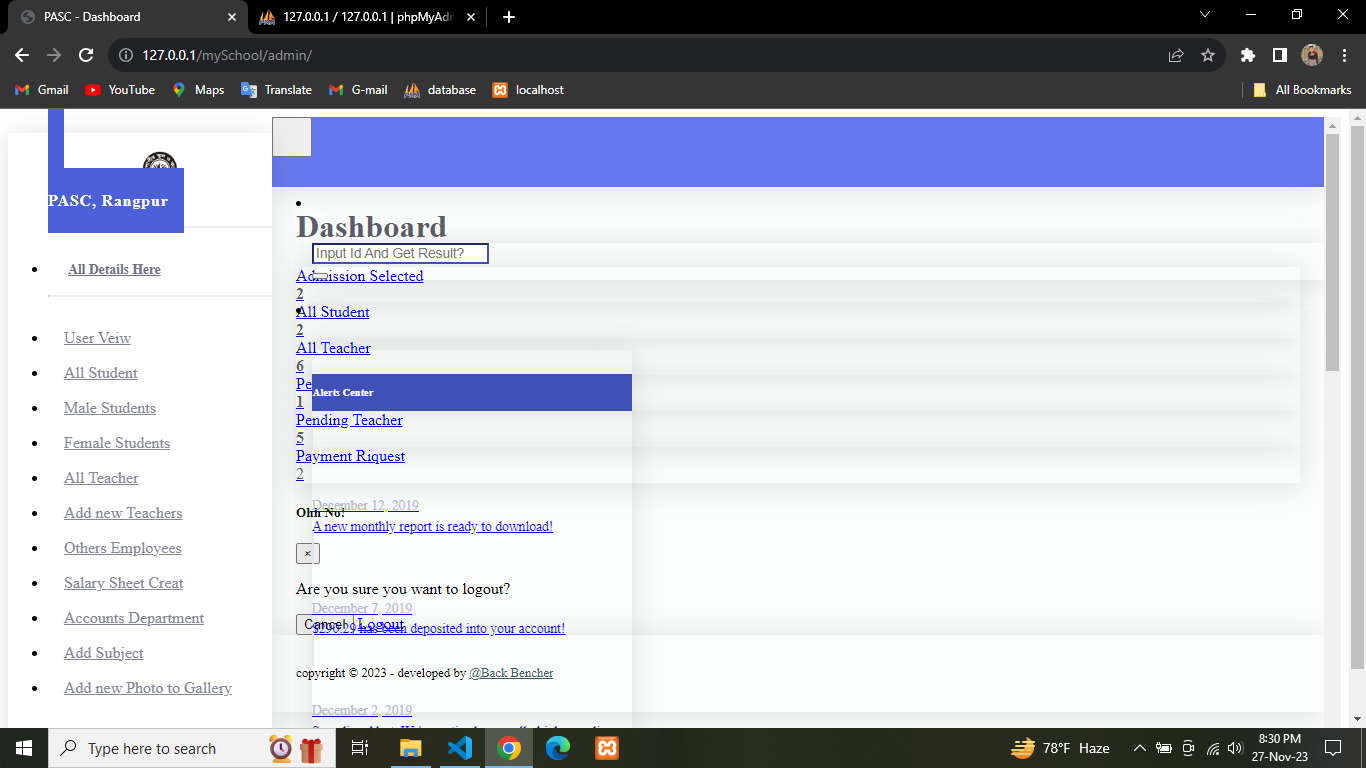 PASC - Dashboard
127.0.0.1 / 127.0.0.1 | phpMyAdm
127.0.0.1/mySchool/admin/
Gmail
YouTube
Maps
Translate
G-mail
database
localhost
All Bookmarks
PASC, Rangpur
All Details Here
User Veiw
All Student
Male Students
Female Students
All Teacher
Add new Teachers
Others Employees
Salary Sheet Creat
Accounts Department
Add Subject
Add new Photo to Gallery
Dashboard
Input Id And Get Result?
Admission Selected
2
All Student
2
All Teacher
6
Pe
Alerts Center
1
Pending Teacher
5
Payment Riquest
2
December 12, 2019
Ohh No!
A new monthly report is ready to download!
×
Are you sure you want to logout?
December 7, 2019
Cancel Logout
$290.29 has been deposited into your account!
copyright © 2023 - developed by @Back Bencher
December 2, 2019
Type here to search
78°F Haze
8:30 PM
27-Nov-23